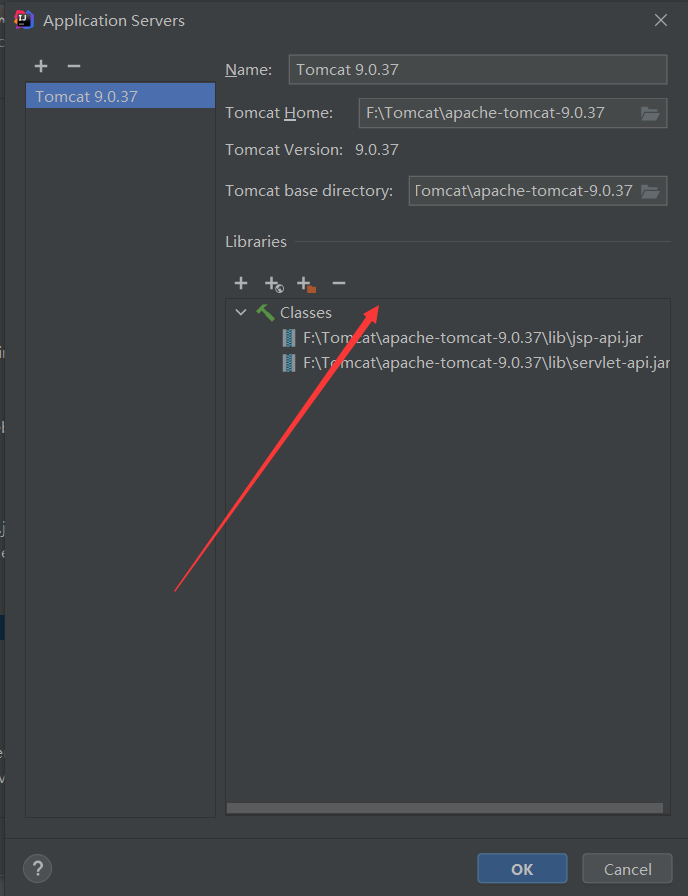 Application Servers
Tomcat 9.0.37
Name: Tomcat 9.0.37
Tomcat Home: F:\Tomcat\apache-tomcat-9.0.37
Tomcat Version: 9.0.37
Tomcat base directory: Tomcat\apache-tomcat-9.0.37
Libraries
Classes
F:\Tomcat\apache-tomcat-9.0.37\lib\jsp-api.jar
F:\Tomcat\apache-tomcat-9.0.37\lib\servlet-api.jar
?
OK
Cancel